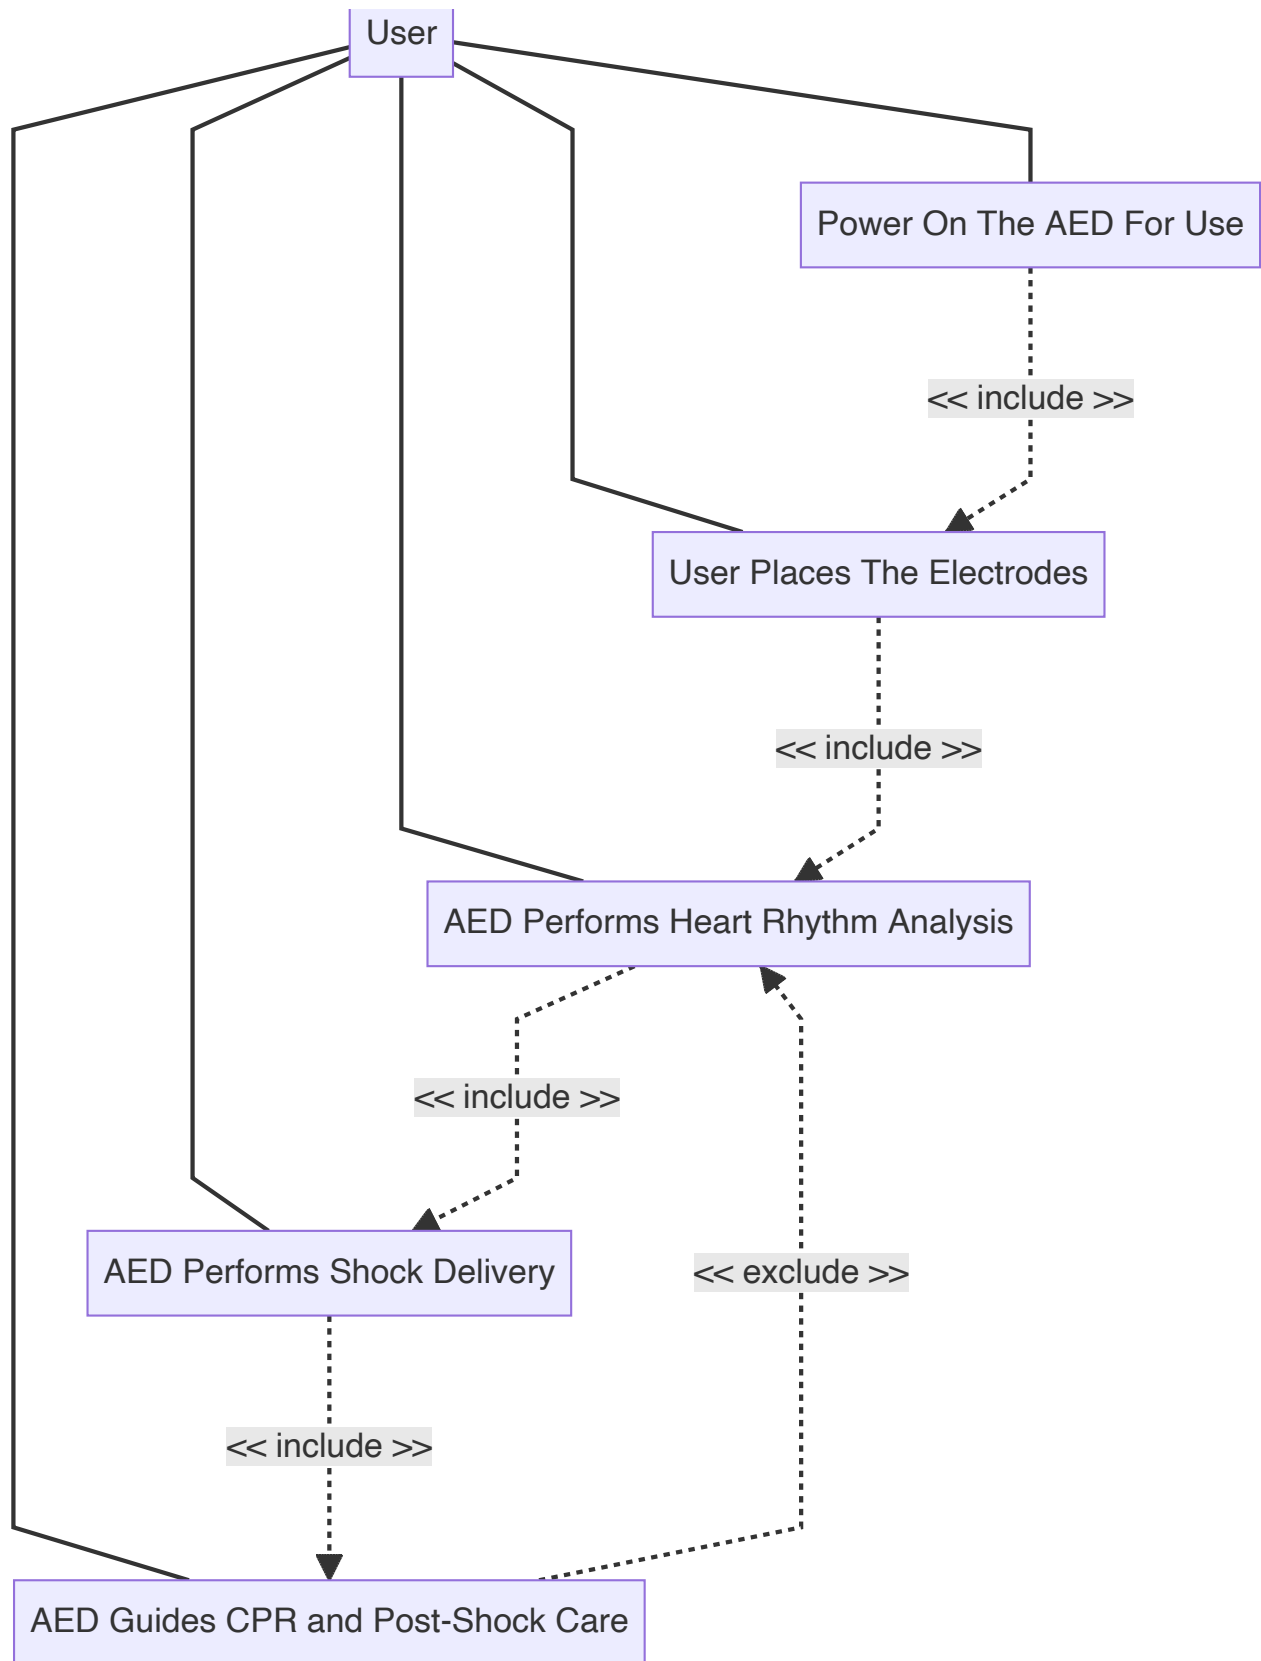 User
Power On The AED For Use
<< include >>
User Places The Electrodes
<< include >>
AED Performs Heart Rhythm Analysis
<< include >>
AED Performs Shock Delivery
<< exclude >>
<< include >>
AED Guides CPR and Post-Shock Care